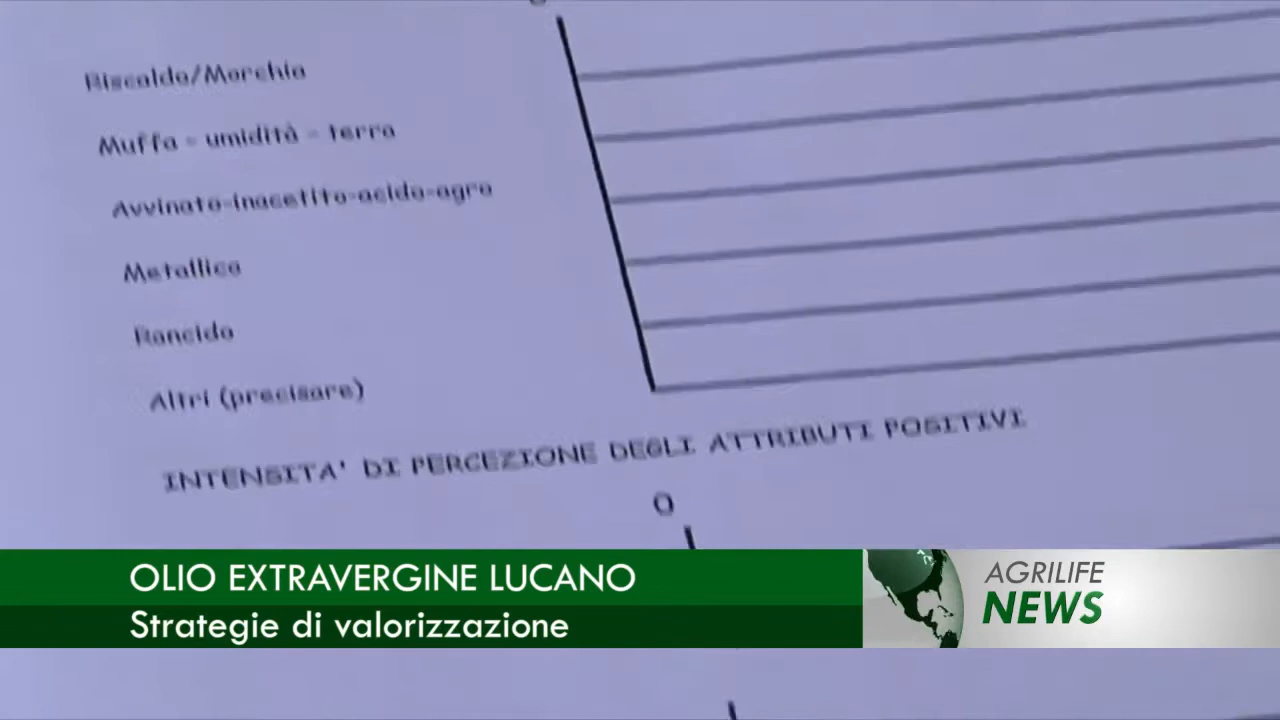 Riscaldo/Morchia
Muffa - umidità - terra
Avvinato-inacetito-acido-agro
Metallico
Rancido
Altri (precisare)
INTENSITA' DI PERCEZIONE DEGLI ATTRIBUTI POSITIVI
0
OLIO EXTRAVERGINE LUCANO
Strategie di valorizzazione
AGRILIFE
NEWS